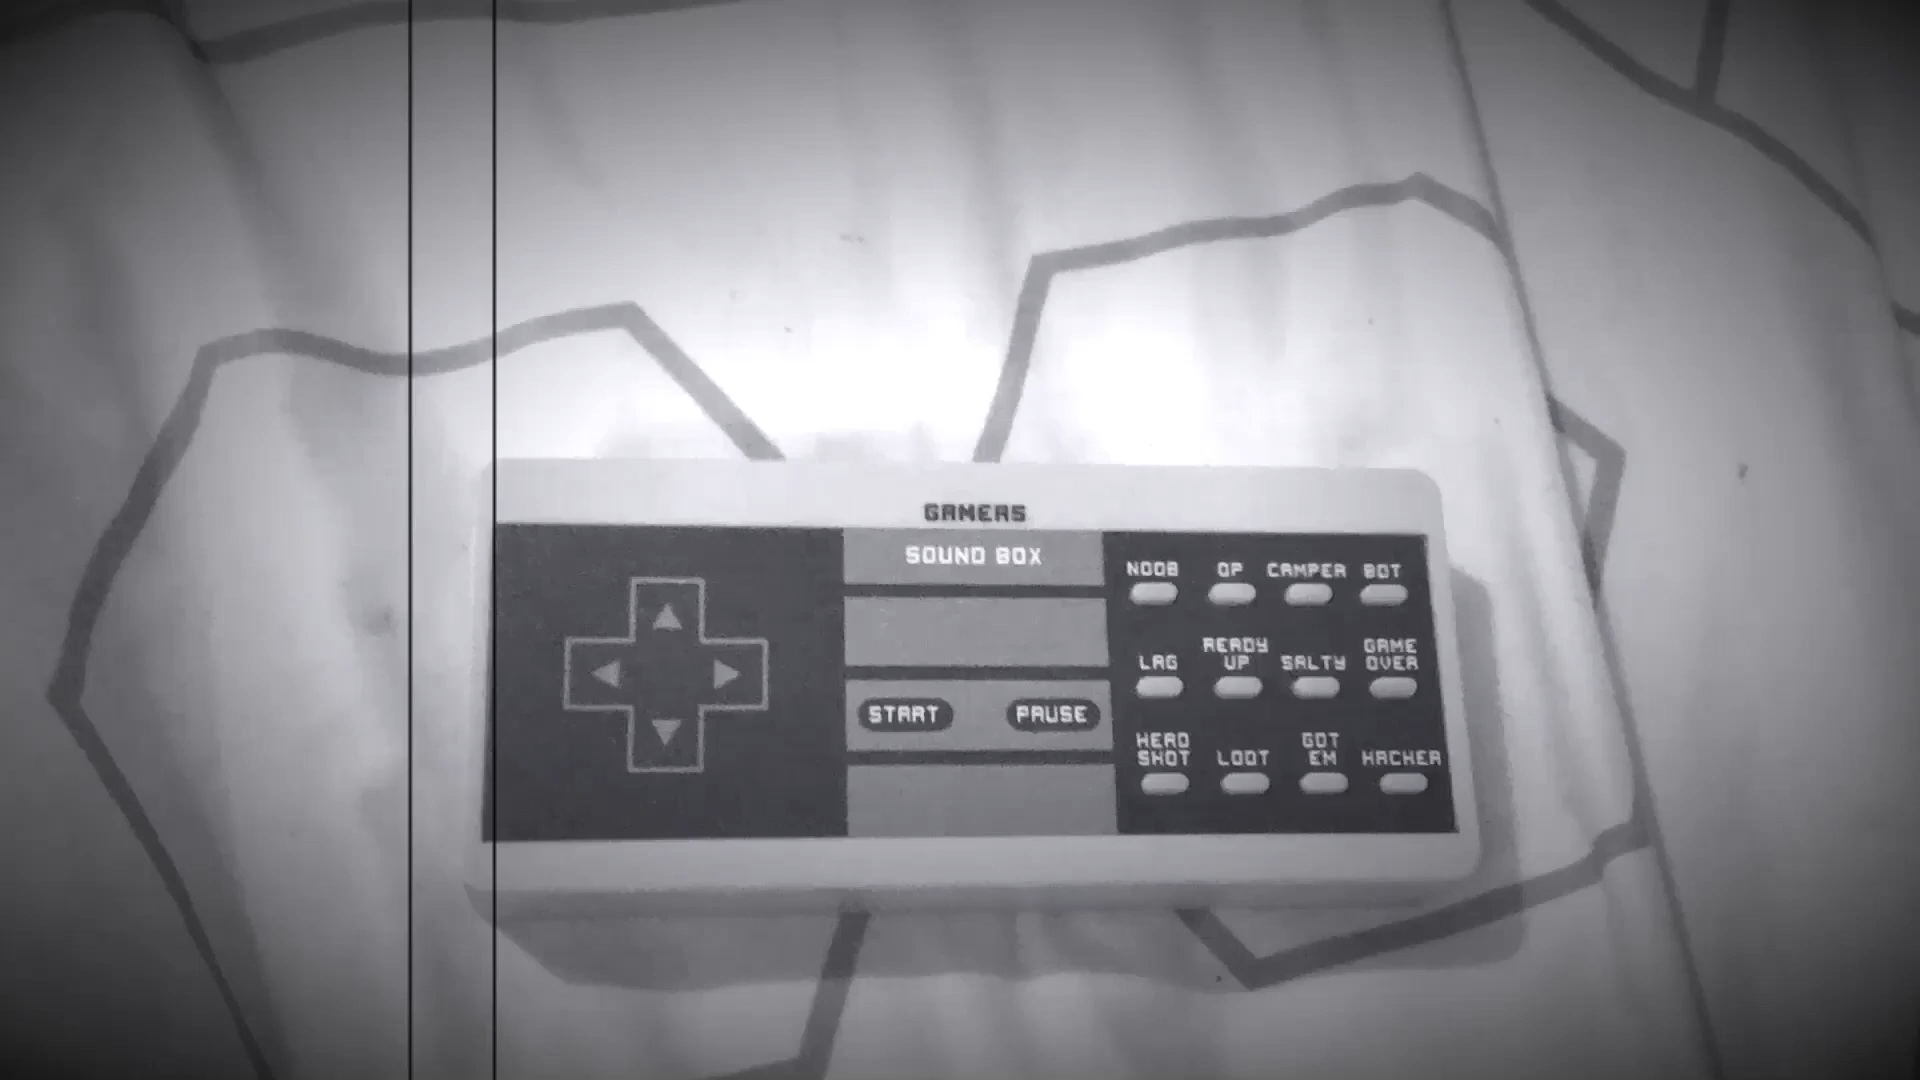 GAMERS
SOUND BOX
NOOB OP CAMPER BOT
LAG READY UP SALTY GAME OVER
START PAUSE
HEAD SHOT LOOT GOT EM HACKER